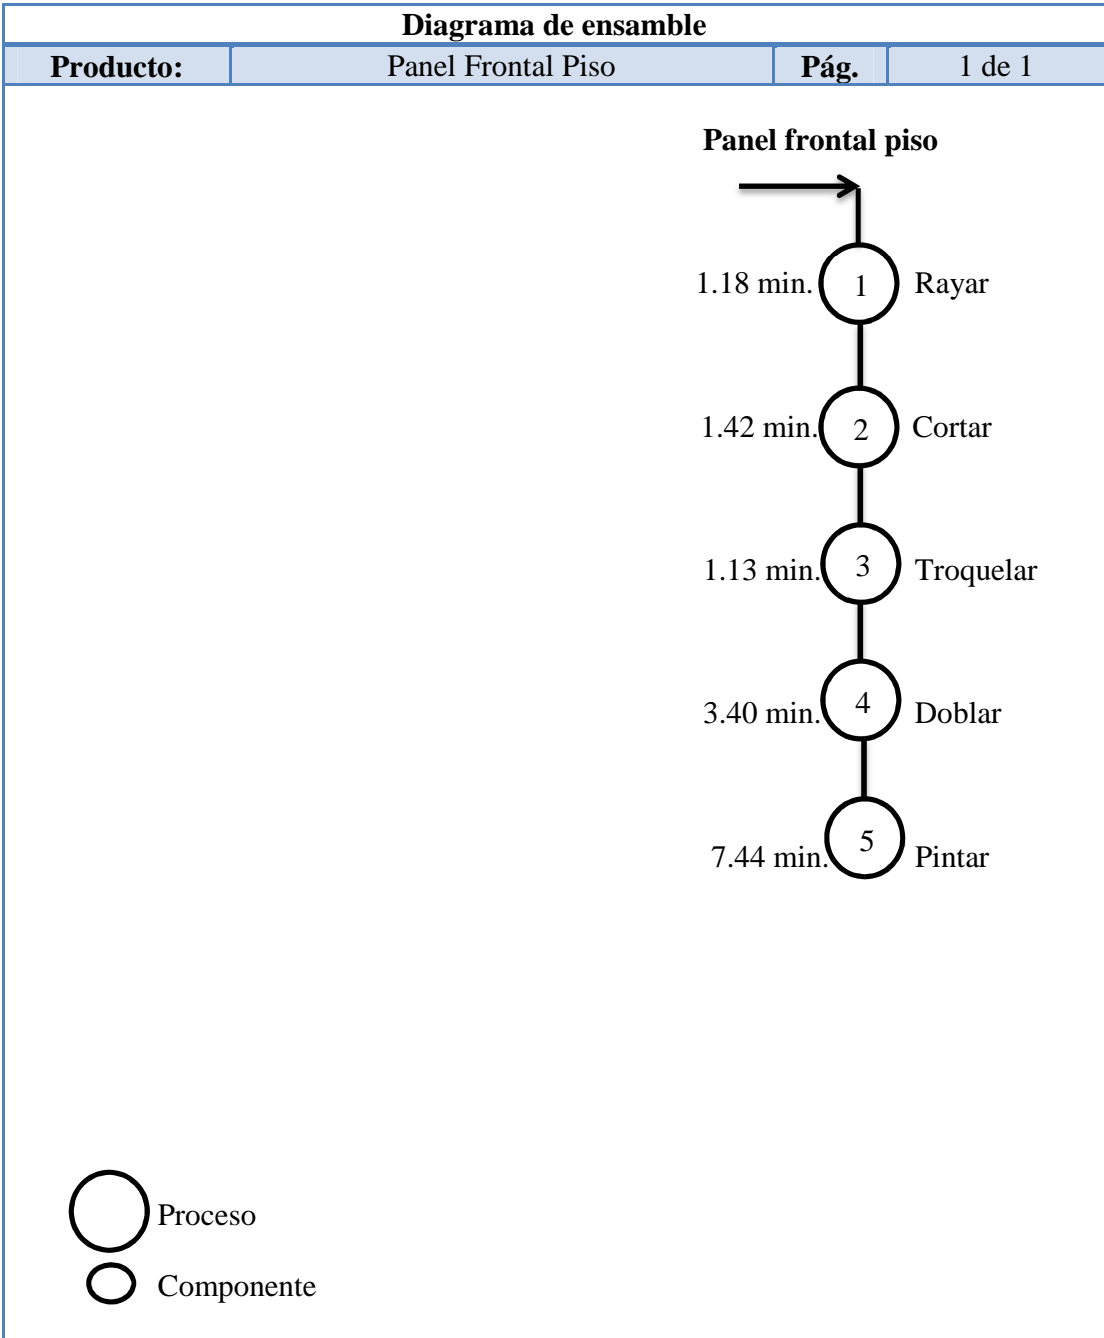 Diagrama de ensamble
Producto: Panel Frontal Piso Pág. 1 de 1
Panel frontal piso
1.18 min. 1 Rayar
1.42 min. 2 Cortar
1.13 min. 3 Troquelar
3.40 min. 4 Doblar
7.44 min. 5 Pintar
Proceso
Componente